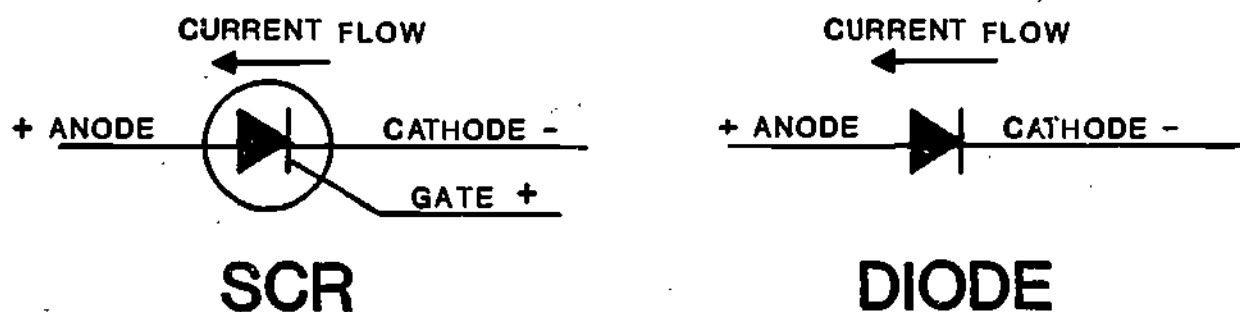 CURRENT FLOW
+ ANODE
CATHODE -
GATE +
SCR
CURRENT FLOW
+ ANODE
CATHODE -
DIODE